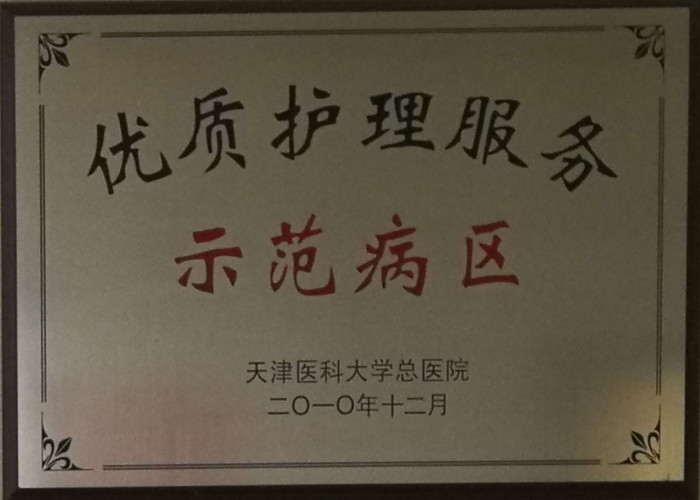 优质护理服务
示范病区
天津医科大学总医院
二〇一〇年十二月